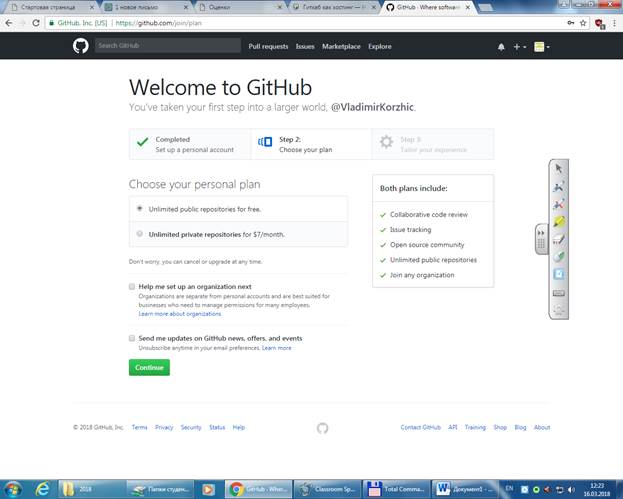 Стартовая страница
1 новое письмо
Оценки
Гитхаб как хостинг — H
GitHub - Where software
GitHub, Inc. [US] | https://github.com/join/plan
Search GitHub
Pull requests Issues Marketplace Explore
Welcome to GitHub
You've taken your first step into a larger world, @VladimirKorzhic.
Completed
Set up a personal account
Step 2:
Choose your plan
Step 3:
Tailor your experience
Choose your personal plan
Unlimited public repositories for free.
Unlimited private repositories for $7/month.
Don't worry, you can cancel or upgrade at any time.
Both plans include:
Collaborative code review
Issue tracking
Open source community
Unlimited public repositories
Join any organization
Help me set up an organization next
Organizations are separate from personal accounts and are best suited for
businesses who need to manage permissions for many employees.
Learn more about organizations
Send me updates on GitHub news, offers, and events
Unsubscribe anytime in your email preferences. Learn more
Continue
© 2018 GitHub, Inc. Terms Privacy Security Status Help
Contact GitHub API Training Shop Blog About
2018
Папки студен...
GitHub - Wher...
Classroom Sp...
Total Comma...
Документ1 - ...
EN
12:23
16.03.2018